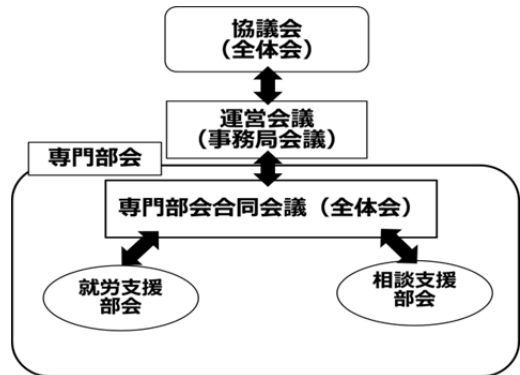 協議会
（全体会）
運営会議
（事務局会議）
専門部会
専門部会合同会議（全体会）
就労支援
部会
相談支援
部会